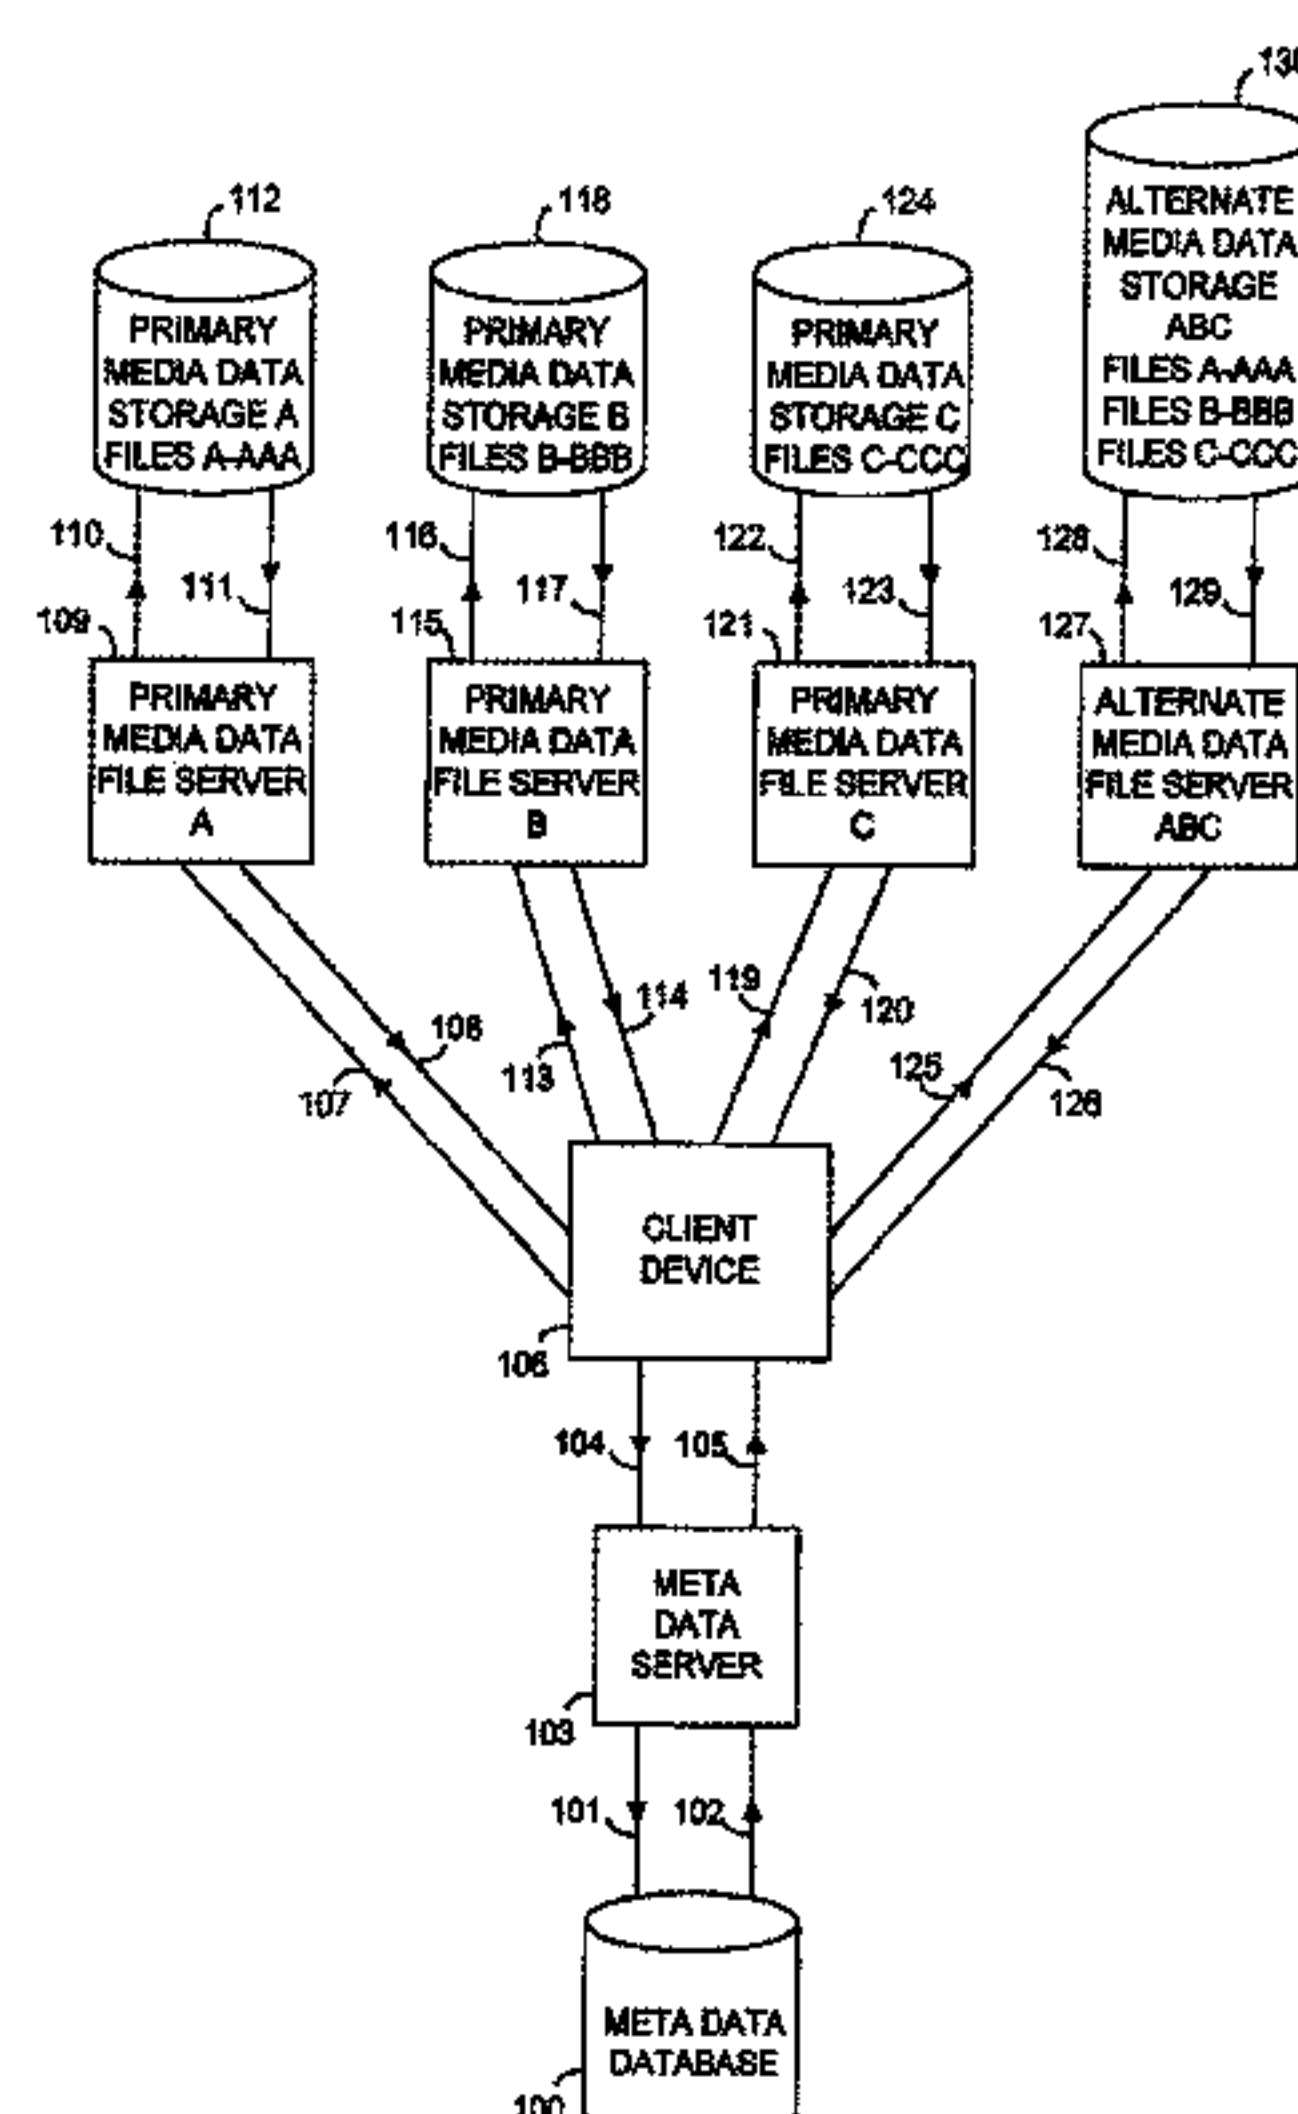 112
118
124
PRIMARY
MEDIA DATA
STORAGE A
FILES A-AAA
PRIMARY
MEDIA DATA
STORAGE B
FILES B-BBB
PRIMARY
MEDIA DATA
STORAGE C
FILES C-CCC
ALTERNATE
MEDIA DATA
STORAGE
ABC
FILES A-AAA
FILES B-BBB
FILES C-CCC
110
111
116
117
122
123
128
129
109
115
121
127
PRIMARY
MEDIA DATA
FILE SERVER
A
PRIMARY
MEDIA DATA
FILE SERVER
B
PRIMARY
MEDIA DATA
FILE SERVER
C
ALTERNATE
MEDIA DATA
FILE SERVER
ABC
107
108
113
114
119
120
125
126
CLIENT
DEVICE
106
104
105
META
DATA
SERVER
103
101
102
META DATA
DATABASE
100